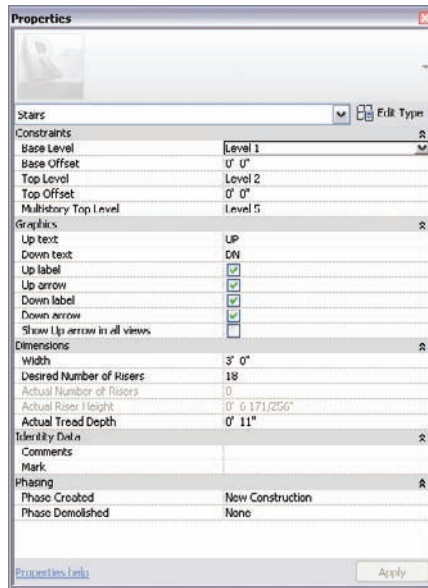 Properties
Stairs Edit Type
Constraints
Base Level Level 1
Base Offset 0' 0"
Top Level Level 2
Top Offset 0' 0"
Multistory Top Level Level 5
Graphics
Up text UP
Down text DN
Up label
Up arrow
Down label
Down arrow
Show Up arrow in all views
Dimensions
Width 3' 0"
Desired Number of Risers 18
Actual Number of Risers 0
Actual Riser Height 0' 6 171/256"
Actual Tread Depth 0' 11"
Identity Data
Comments
Mark
Phasing
Phase Created New Construction
Phase Demolished None
Properties help Apply